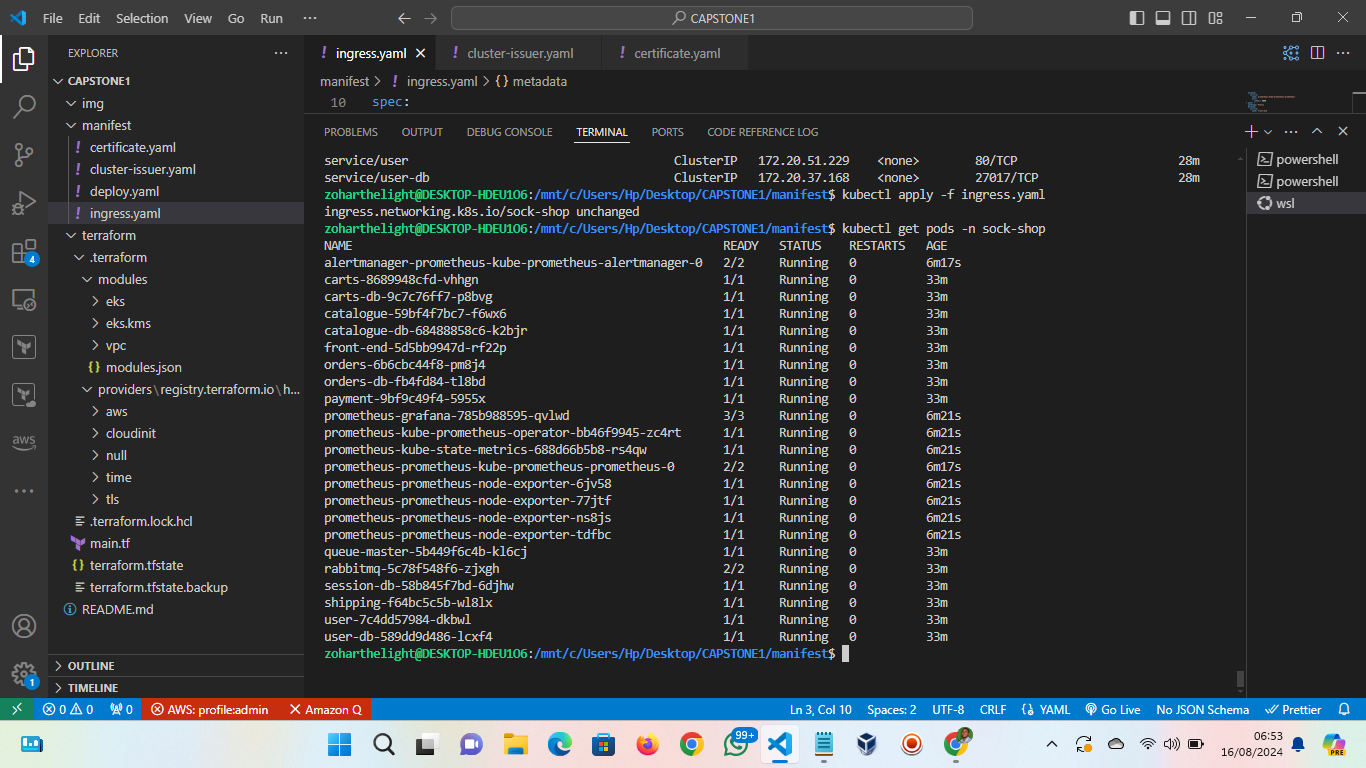 File Edit Selection View Go Run ··· CAPSTONE1
EXPLORER ···
CAPSTONE1
img
manifest
certificate.yaml
cluster-issuer.yaml
deploy.yaml
ingress.yaml
terraform
.terraform
modules
eks
eks.kms
vpc
modules.json
providers\registry.terraform.io\h...
aws
cloudinit
null
time
tls
.terraform.lock.hcl
main.tf
terraform.tfstate
terraform.tfstate.backup
README.md
OUTLINE
TIMELINE
4
aws
1
ingress.yaml cluster-issuer.yaml certificate.yaml
manifest > ingress.yaml > {} metadata
10 spec:
PROBLEMS OUTPUT DEBUG CONSOLE TERMINAL PORTS CODE REFERENCE LOG
service/user ClusterIP 172.20.51.229 <none> 80/TCP 28m
service/user-db ClusterIP 172.20.37.168 <none> 27017/TCP 28m
zoharthelight@DESKTOP-HDEU1O6:/mnt/c/Users/Hp/Desktop/CAPSTONE1/manifest$ kubectl apply -f ingress.yaml
ingress.networking.k8s.io/sock-shop unchanged
zoharthelight@DESKTOP-HDEU1O6:/mnt/c/Users/Hp/Desktop/CAPSTONE1/manifest$ kubectl get pods -n sock-shop
NAME READY STATUS RESTARTS AGE
alertmanager-prometheus-kube-prometheus-alertmanager-0 2/2 Running 0 6m17s
carts-8689948cfd-vhhgn 1/1 Running 0 33m
carts-db-9c7c76ff7-p8bvg 1/1 Running 0 33m
catalogue-59bf4f7bc7-f6wx6 1/1 Running 0 33m
catalogue-db-68488858c6-k2bjr 1/1 Running 0 33m
front-end-5d5bb9947d-rf22p 1/1 Running 0 33m
orders-6b6cbc44f8-pm8j4 1/1 Running 0 33m
orders-db-fb4fd84-tl8bd 1/1 Running 0 33m
payment-9bf9c49f4-5955x 1/1 Running 0 33m
prometheus-grafana-785b988595-qvlwd 3/3 Running 0 6m21s
prometheus-kube-prometheus-operator-bb46f9945-zc4rt 1/1 Running 0 6m21s
prometheus-kube-state-metrics-688d66b5b8-rs4qw 1/1 Running 0 6m21s
prometheus-prometheus-kube-prometheus-prometheus-0 2/2 Running 0 6m17s
prometheus-prometheus-node-exporter-6jv58 1/1 Running 0 6m21s
prometheus-prometheus-node-exporter-77jtf 1/1 Running 0 6m21s
prometheus-prometheus-node-exporter-ns8js 1/1 Running 0 6m21s
prometheus-prometheus-node-exporter-tdfbc 1/1 Running 0 6m21s
queue-master-5b449f6c4b-kl6cj 1/1 Running 0 33m
rabbitmq-5c78f548f6-zjxgh 2/2 Running 0 33m
session-db-58b845f7bd-6djhw 1/1 Running 0 33m
shipping-f64bc5c5b-wl8lx 1/1 Running 0 33m
user-7c4dd57984-dkbwl 1/1 Running 0 33m
user-db-589dd9d486-lcxf4 1/1 Running 0 33m
zoharthelight@DESKTOP-HDEU1O6:/mnt/c/Users/Hp/Desktop/CAPSTONE1/manifest$
powershell
powershell
wsl
0 0 0 AWS: profile:admin Amazon Q Ln 3, Col 10 Spaces: 2 UTF-8 CRLF {} YAML Go Live No JSON Schema Prettier
99+
PRE
06:53
16/08/2024